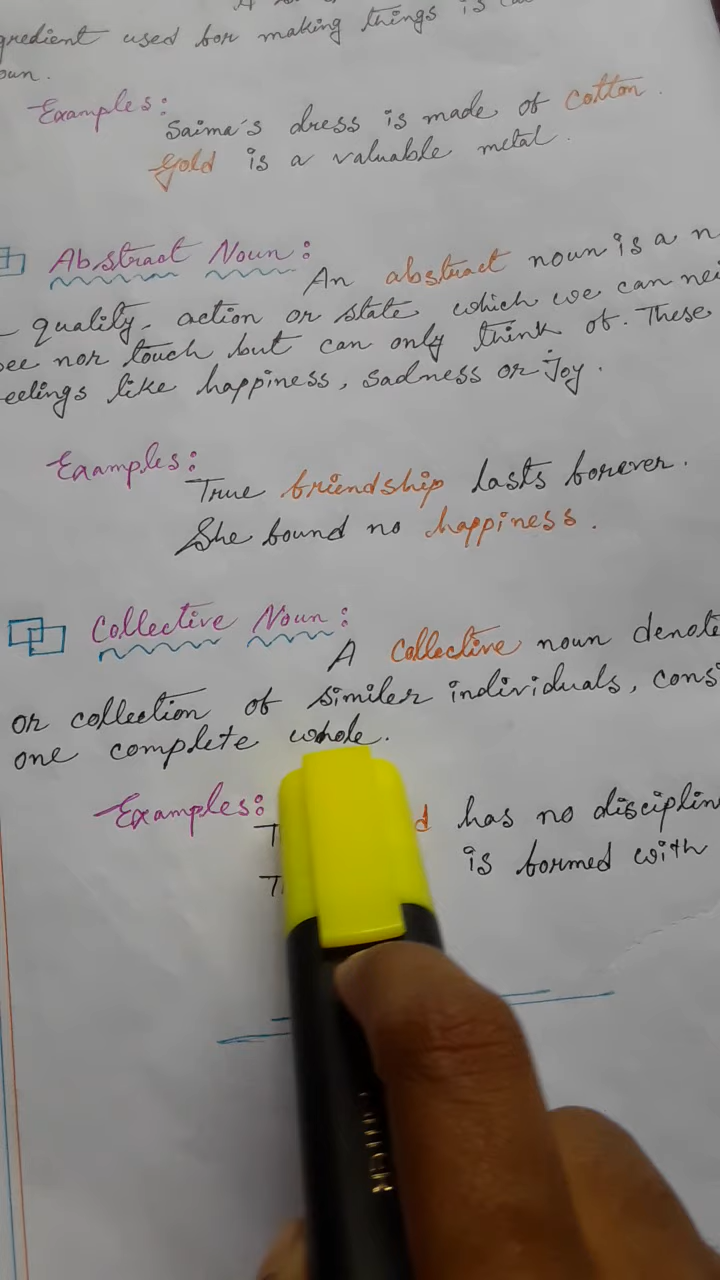 used for making things is
Examples:
Saima's dress is made of cotton.
Gold is a valuable metal.
Abstract Noun:
An abstract noun is a n
quality, action or state which we can nei
nor touch but can only think of. These
eelings like happiness, sadness or Joy.
Examples:
True friendship lasts forever.
She found no happiness.
Collective Noun:
A collective noun denote
or collection of similer individuals, cons
one complete whole.
Examples:
has no disciplin
is formed with